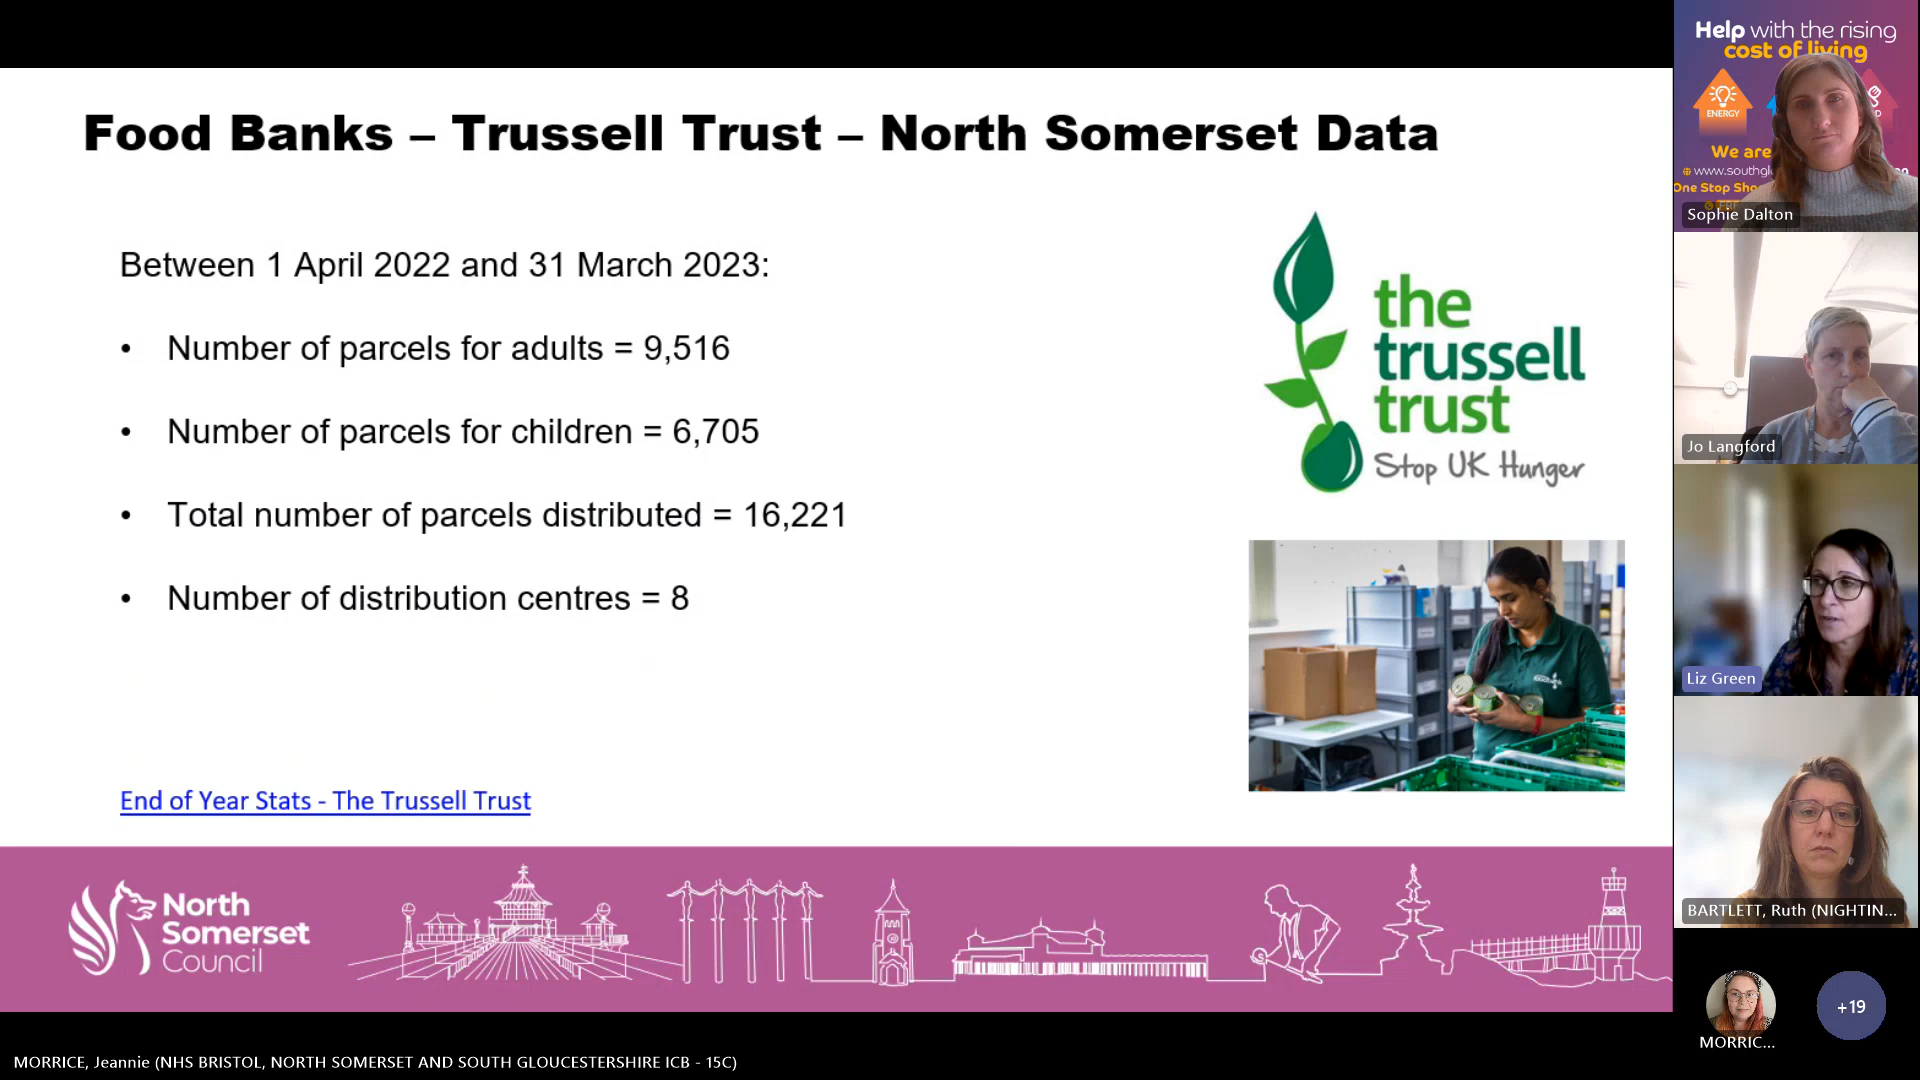 Food Banks – Trussell Trust – North Somerset Data
Between 1 April 2022 and 31 March 2023:
• Number of parcels for adults = 9,516
• Number of parcels for children = 6,705
• Total number of parcels distributed = 16,221
• Number of distribution centres = 8
End of Year Stats - The Trussell Trust
the
trussell
trust
Stop UK Hunger
foodbank
North
Somerset
Council
Help with the rising
cost of living
ENERGY
We are
www.southgl
One Stop Sho
Sophie Dalton
Jo Langford
Liz Green
BARTLETT, Ruth (NIGHTIN...
MORRIC...
+19
MORRICE, Jeannie (NHS BRISTOL, NORTH SOMERSET AND SOUTH GLOUCESTERSHIRE ICB - 15C)